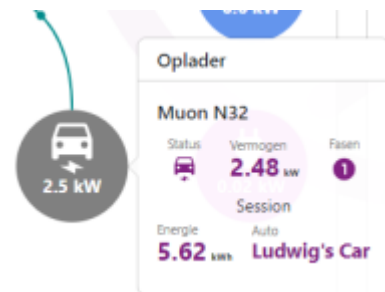 Oplader
Muon N32
Status Vermogen Fasen
2.48 kW 1
2.5 kW
Session
Energie Auto
5.62 kWh Ludwig's Car